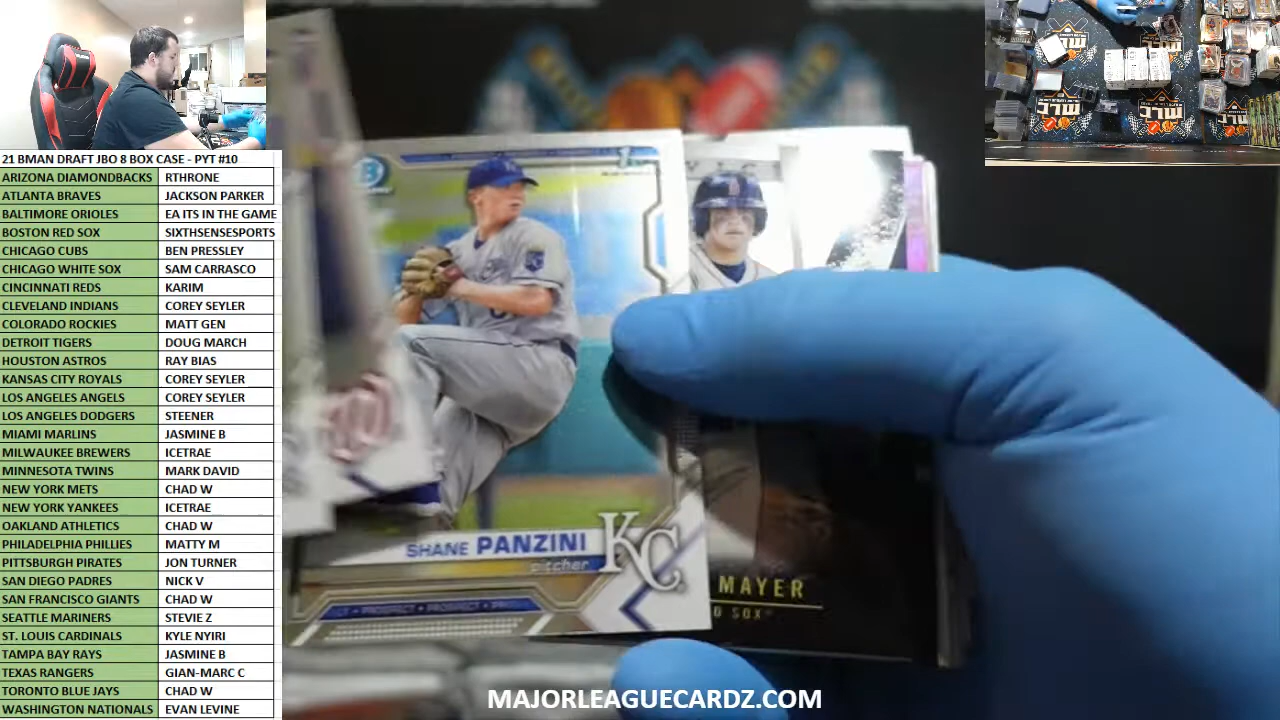 21 BMAN DRAFT JBO 8 BOX CASE - PYT #10
ARIZONA DIAMONDBACKS RTHRONE
ATLANTA BRAVES JACKSON PARKER
BALTIMORE ORIOLES EA ITS IN THE GAME
BOSTON RED SOX SIXTHSENSESPORTS
CHICAGO CUBS BEN PRESSLEY
CHICAGO WHITE SOX SAM CARRASCO
CINCINNATI REDS KARIM
CLEVELAND INDIANS COREY SEYLER
COLORADO ROCKIES MATT GEN
DETROIT TIGERS DOUG MARCH
HOUSTON ASTROS RAY BIAS
KANSAS CITY ROYALS COREY SEYLER
LOS ANGELES ANGELS COREY SEYLER
LOS ANGELES DODGERS STEENER
MIAMI MARLINS JASMINE B
MILWAUKEE BREWERS ICETRAE
MINNESOTA TWINS MARK DAVID
NEW YORK METS CHAD W
NEW YORK YANKEES ICETRAE
OAKLAND ATHLETICS CHAD W
PHILADELPHIA PHILLIES MATTY M
PITTSBURGH PIRATES JON TURNER
SAN DIEGO PADRES NICK V
SAN FRANCISCO GIANTS CHAD W
SEATTLE MARINERS STEVIE Z
ST. LOUIS CARDINALS KYLE NYIRI
TAMPA BAY RAYS JASMINE B
TEXAS RANGERS GIAN-MARC C
TORONTO BLUE JAYS CHAD W
WASHINGTON NATIONALS EVAN LEVINE
1st
SHANE PANZINI
pitcher
KC
PROSPECT • PROSPECT
MAYER
SOX
MAJORLEAGUECARDZ.COM